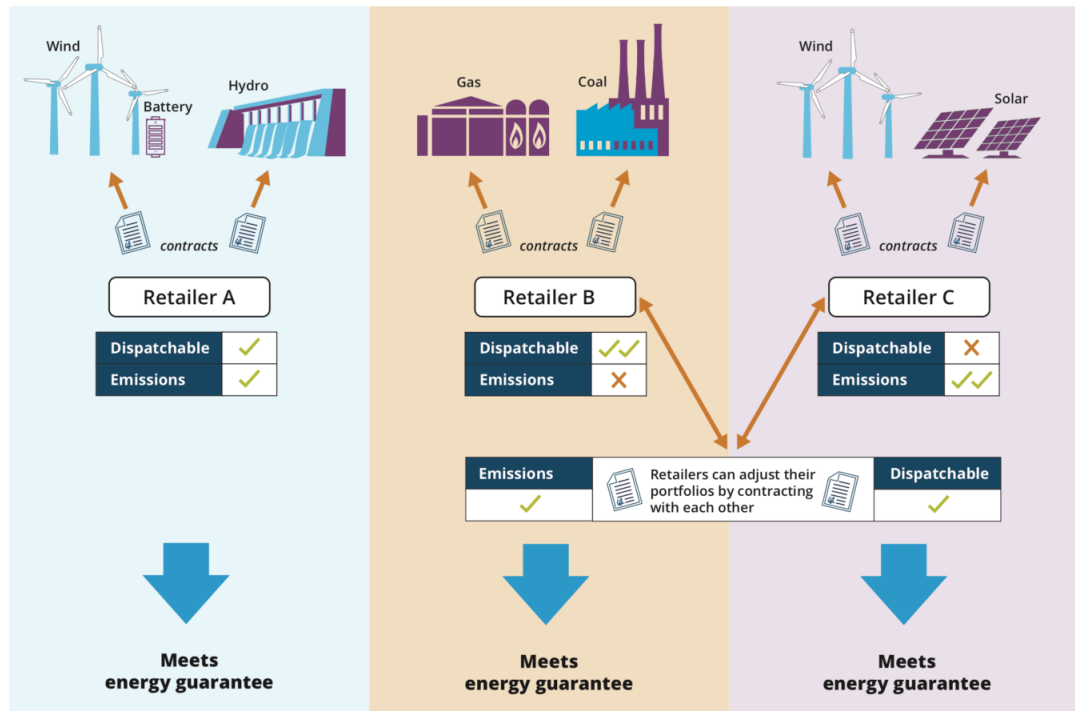 Wind
Battery
Hydro
contracts
Retailer A
Dispatchable
Emissions
Meets
energy guarantee
Gas
Coal
contracts
Retailer B
Dispatchable
Emissions
Wind
Solar
contracts
Retailer C
Dispatchable
Emissions
Emissions
Retailers can adjust their
portfolios by contracting
with each other
Dispatchable
Meets
energy guarantee
Meets
energy guarantee